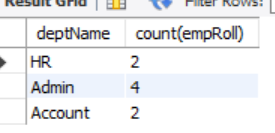 Result Grid Filter Rows:
deptName count(empRoll)
HR 2
Admin 4
Account 2